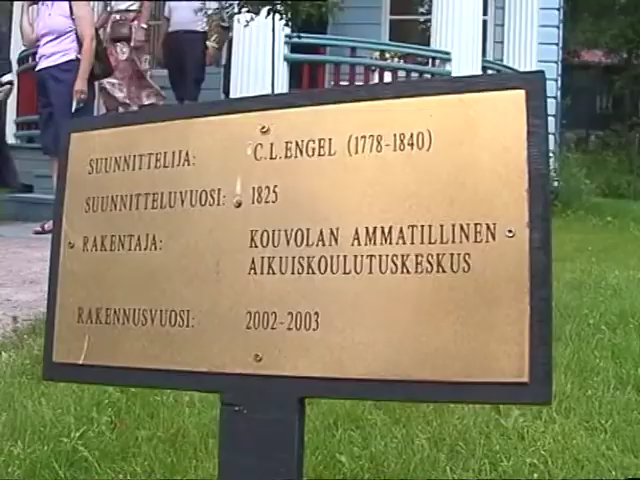 SUUNNITTELIJA: C.L.ENGEL (1778-1840)
SUUNNITTELUVUOSI: 1825
RAKENTAJA: KOUVOLAN AMMATILLINEN
AIKUISKOULUTUSKESKUS
RAKENNUSVUOSI: 2002-2003